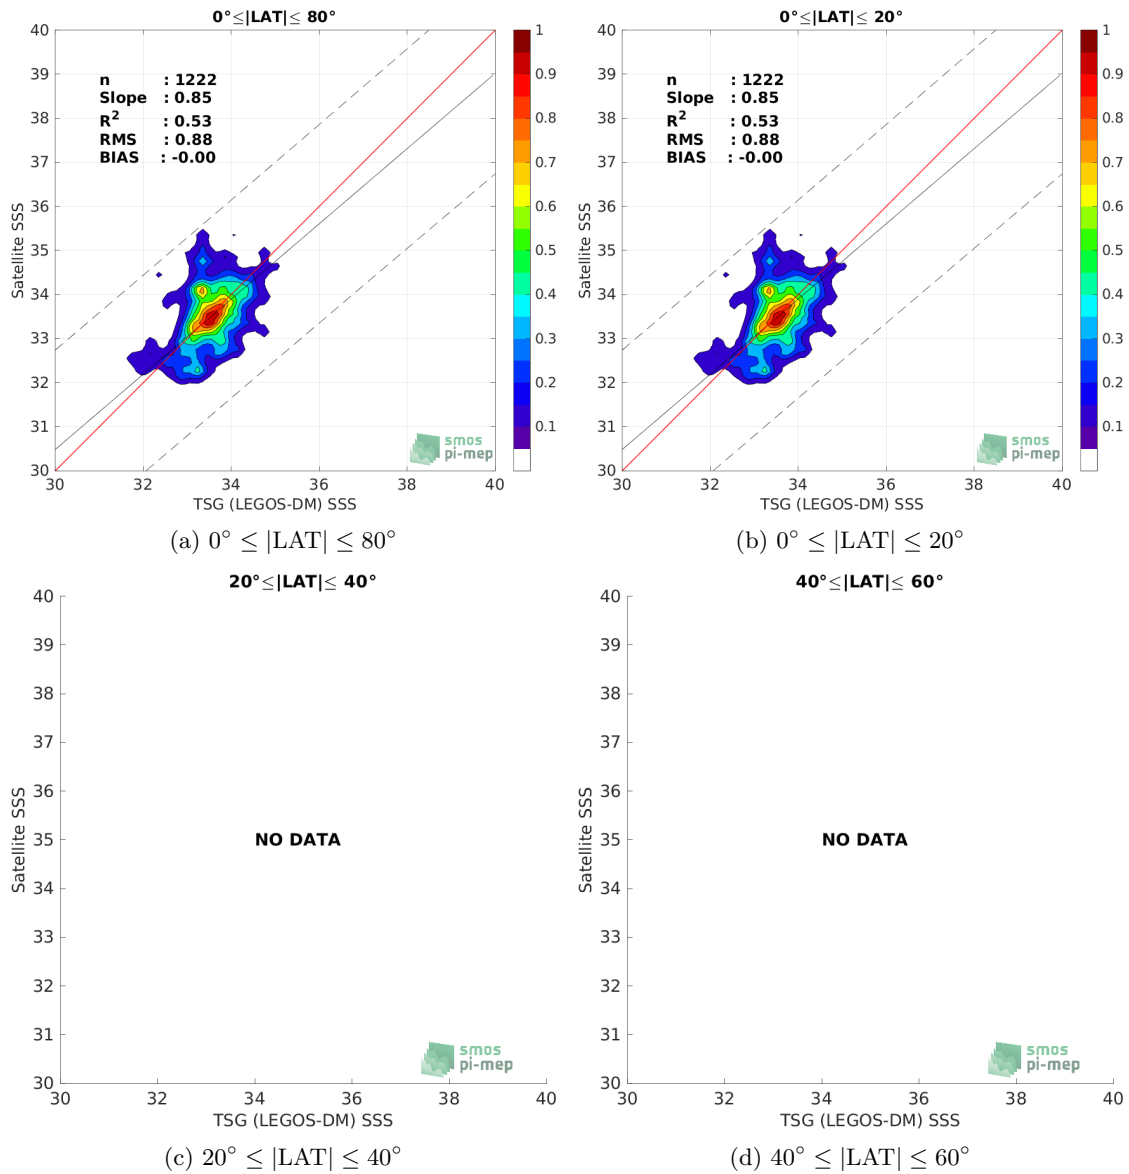 0°≤|LAT|≤ 80°
40
39
38
37
36
35
34
33
32
31
30
Satellite SSS
n : 1222
Slope : 0.85
R² : 0.53
RMS : 0.88
BIAS : -0.00
smos
pi-mep
30 32 34 36 38 40
TSG (LEGOS-DM) SSS
1
0.9
0.8
0.7
0.6
0.5
0.4
0.3
0.2
0.1
(a) 0° ≤ |LAT| ≤ 80°
0°≤|LAT|≤ 20°
40
39
38
37
36
35
34
33
32
31
30
Satellite SSS
n : 1222
Slope : 0.85
R² : 0.53
RMS : 0.88
BIAS : -0.00
smos
pi-mep
30 32 34 36 38 40
TSG (LEGOS-DM) SSS
1
0.9
0.8
0.7
0.6
0.5
0.4
0.3
0.2
0.1
(b) 0° ≤ |LAT| ≤ 20°
20°≤|LAT|≤ 40°
40
39
38
37
36
35
34
33
32
31
30
Satellite SSS
NO DATA
smos
pi-mep
30 32 34 36 38 40
TSG (LEGOS-DM) SSS
(c) 20° ≤ |LAT| ≤ 40°
40°≤|LAT|≤ 60°
40
39
38
37
36
35
34
33
32
31
30
Satellite SSS
NO DATA
smos
pi-mep
30 32 34 36 38 40
TSG (LEGOS-DM) SSS
(d) 40° ≤ |LAT| ≤ 60°